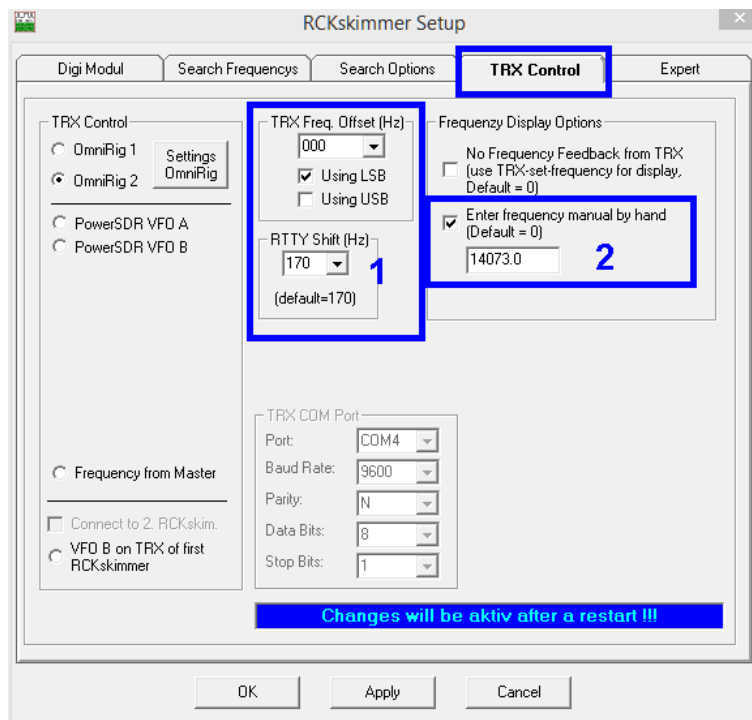 RCKskimmer Setup
Digi Modul
Search Frequencys
Search Options
TRX Control
Expert
TRX Control
OmniRig 1
OmniRig 2
Settings
OmniRig
PowerSDR VFO A
PowerSDR VFO B
Frequency from Master
Connect to 2. RCKskim.
VFO B on TRX of first
RCKskimmer
TRX Freq. Offset (Hz)
000
Using LSB
Using USB
RTTY Shift (Hz)
170
1
(default=170)
Frequenzy Display Options
No Frequency Feedback from TRX
(use TRX-set-frequency for display,
Default = 0)
Enter frequency manual by hand
(Default = 0)
14073.0
2
TRX COM Port
Port:
COM4
Baud Rate:
9600
Parity:
N
Data Bits:
8
Stop Bits:
1
Changes will be aktiv after a restart !!!
OK
Apply
Cancel